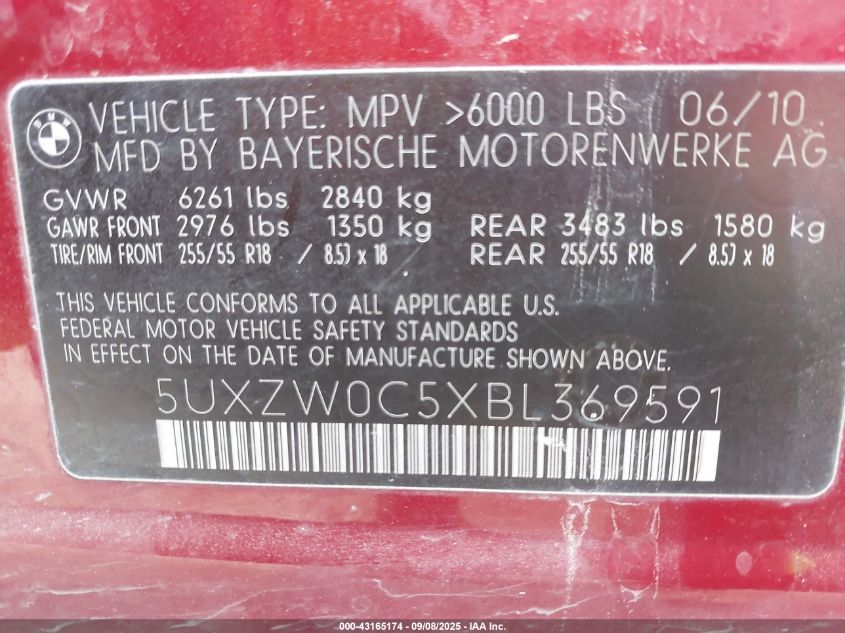 BMW
VEHICLE TYPE: MPV >6000 LBS 06/10
MFD BY BAYERISCHE MOTORENWERKE AG
GVWR 6261 lbs 2840 kg
GAWR FRONT 2976 lbs 1350 kg REAR 3483 lbs 1580 kg
TIRE/RIM FRONT 255/55 R18 / 8.5J x 18 REAR 255/55 R18 / 8.5J x 18
THIS VEHICLE CONFORMS TO ALL APPLICABLE U.S.
FEDERAL MOTOR VEHICLE SAFETY STANDARDS
IN EFFECT ON THE DATE OF MANUFACTURE SHOWN ABOVE.
5UXZW0C5XBL369591
000-43165174 - 09/08/2025 - IAA Inc.